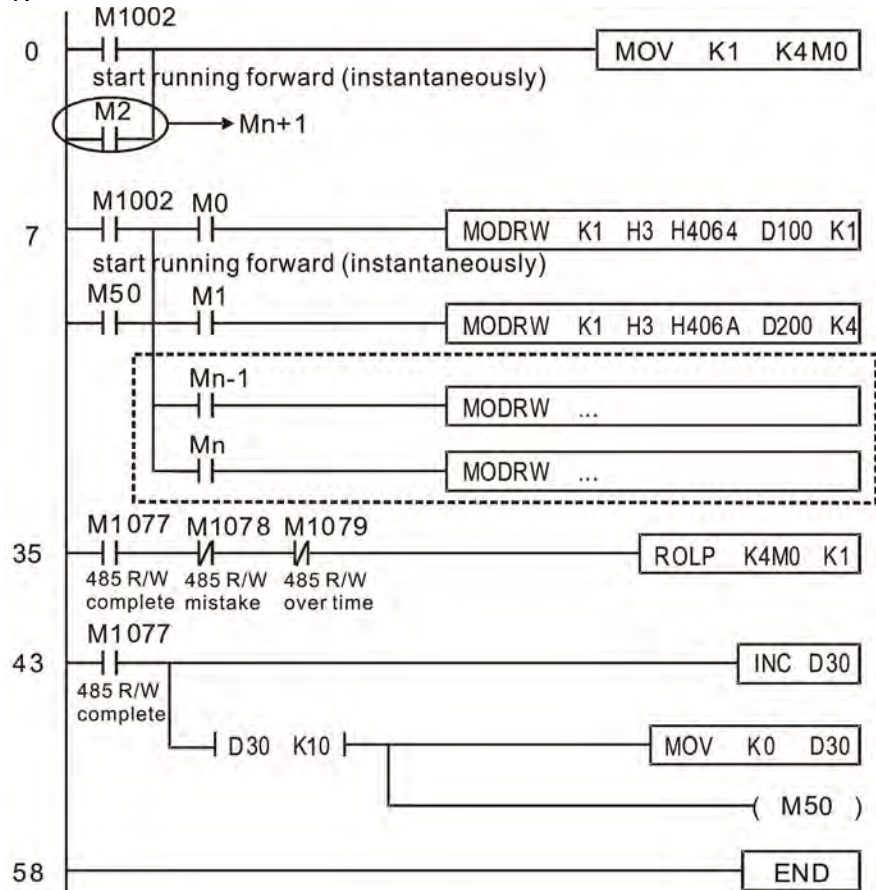 M1002
0 MOV K1 K4M0
start running forward (instantaneously)
M2
Mn+1
M1002 M0
7 MODRW K1 H3 H4064 D100 K1
start running forward (instantaneously)
M50 M1
MODRW K1 H3 H406A D200 K4
Mn-1
MODRW ...
Mn
MODRW ...
M1077 M1078 M1079
35 ROLP K4M0 K1
485 R/W 485 R/W 485 R/W
complete mistake over time
M1077
43 INC D30
485 R/W
complete
D30 K10 MOV K0 D30
( M50 )
58 END